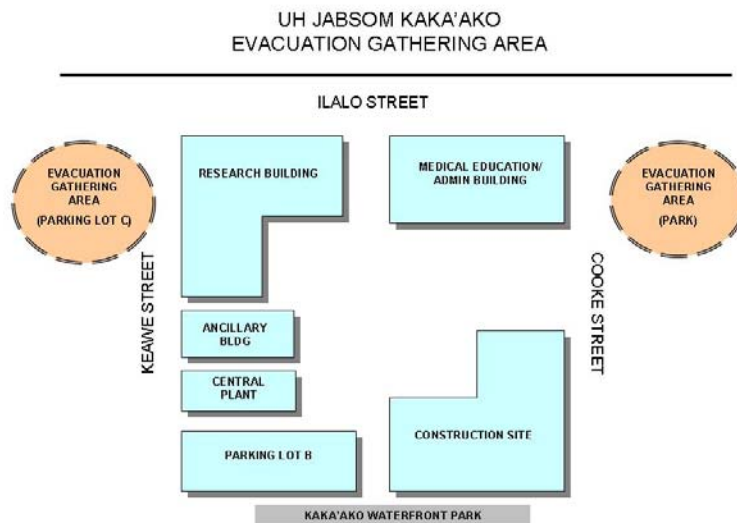 UH JABSOM KAKA'AKO
EVACUATION GATHERING AREA
ILALO STREET
EVACUATION
GATHERING
AREA
(PARKING LOT C)
RESEARCH BUILDING
MEDICAL EDUCATION/
ADMIN BUILDING
EVACUATION
GATHERING
AREA
(PARK)
KEAWE STREET
COOKE STREET
ANCILLARY
BLDG
CENTRAL
PLANT
PARKING LOT B
CONSTRUCTION SITE
KAKA'AKO WATERFRONT PARK